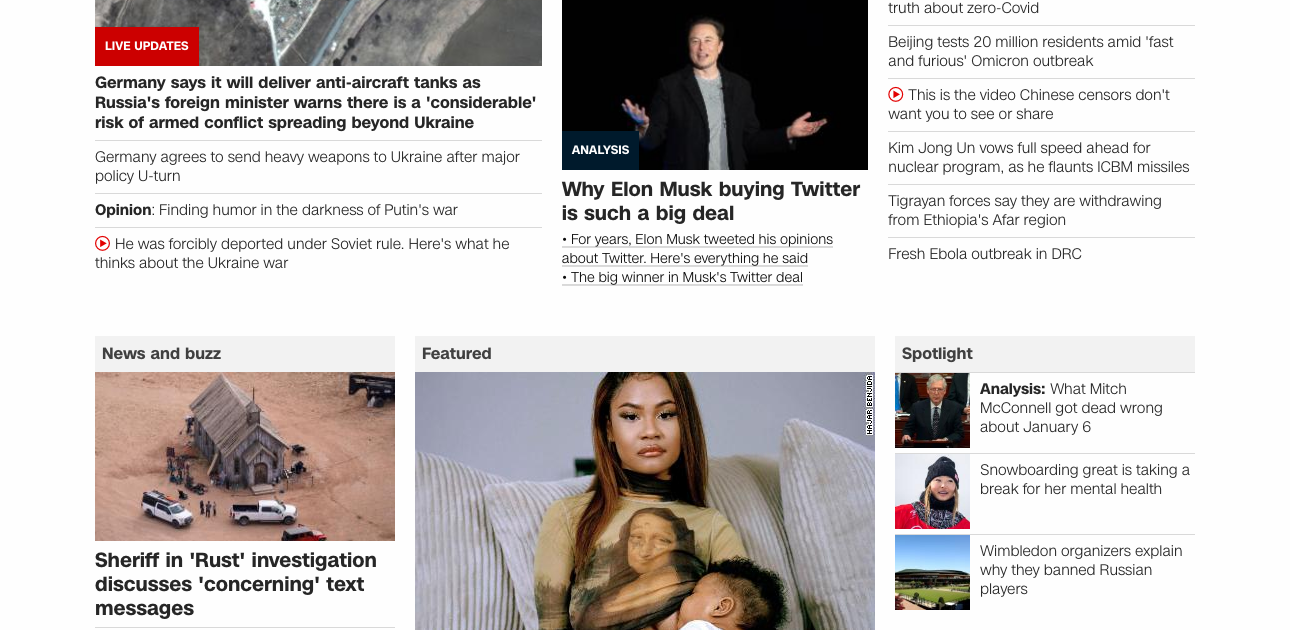 LIVE UPDATES
Germany says it will deliver anti-aircraft tanks as
Russia's foreign minister warns there is a 'considerable'
risk of armed conflict spreading beyond Ukraine
Germany agrees to send heavy weapons to Ukraine after major
policy U-turn
Opinion: Finding humor in the darkness of Putin's war
He was forcibly deported under Soviet rule. Here's what he
thinks about the Ukraine war
ANALYSIS
Why Elon Musk buying Twitter
is such a big deal
• For years, Elon Musk tweeted his opinions
about Twitter. Here's everything he said
• The big winner in Musk's Twitter deal
truth about zero-Covid
Beijing tests 20 million residents amid 'fast
and furious' Omicron outbreak
This is the video Chinese censors don't
want you to see or share
Kim Jong Un vows full speed ahead for
nuclear program, as he flaunts ICBM missiles
Tigrayan forces say they are withdrawing
from Ethiopia's Afar region
Fresh Ebola outbreak in DRC
News and buzz
Sheriff in 'Rust' investigation
discusses 'concerning' text
messages
Featured
HAJAR BENJIDA
Spotlight
Analysis: What Mitch
McConnell got dead wrong
about January 6
Snowboarding great is taking a
break for her mental health
Wimbledon organizers explain
why they banned Russian
players